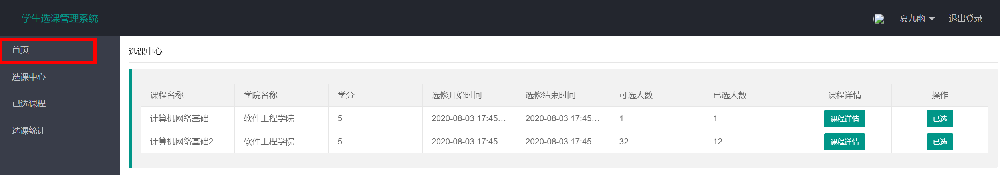 学生选课管理系统
夏九幽 退出登录
首页
选课中心
已选课程
选课统计
选课中心
课程名称 学院名称 学分 选修开始时间 选修结束时间 可选人数 已选人数 课程详情 操作
计算机网络基础 软件工程学院 5 2020-08-03 17:45... 2020-08-03 17:45... 1 1 课程详情 已选
计算机网络基础2 软件工程学院 5 2020-08-03 17:45... 2020-08-03 17:45... 32 12 课程详情 已选